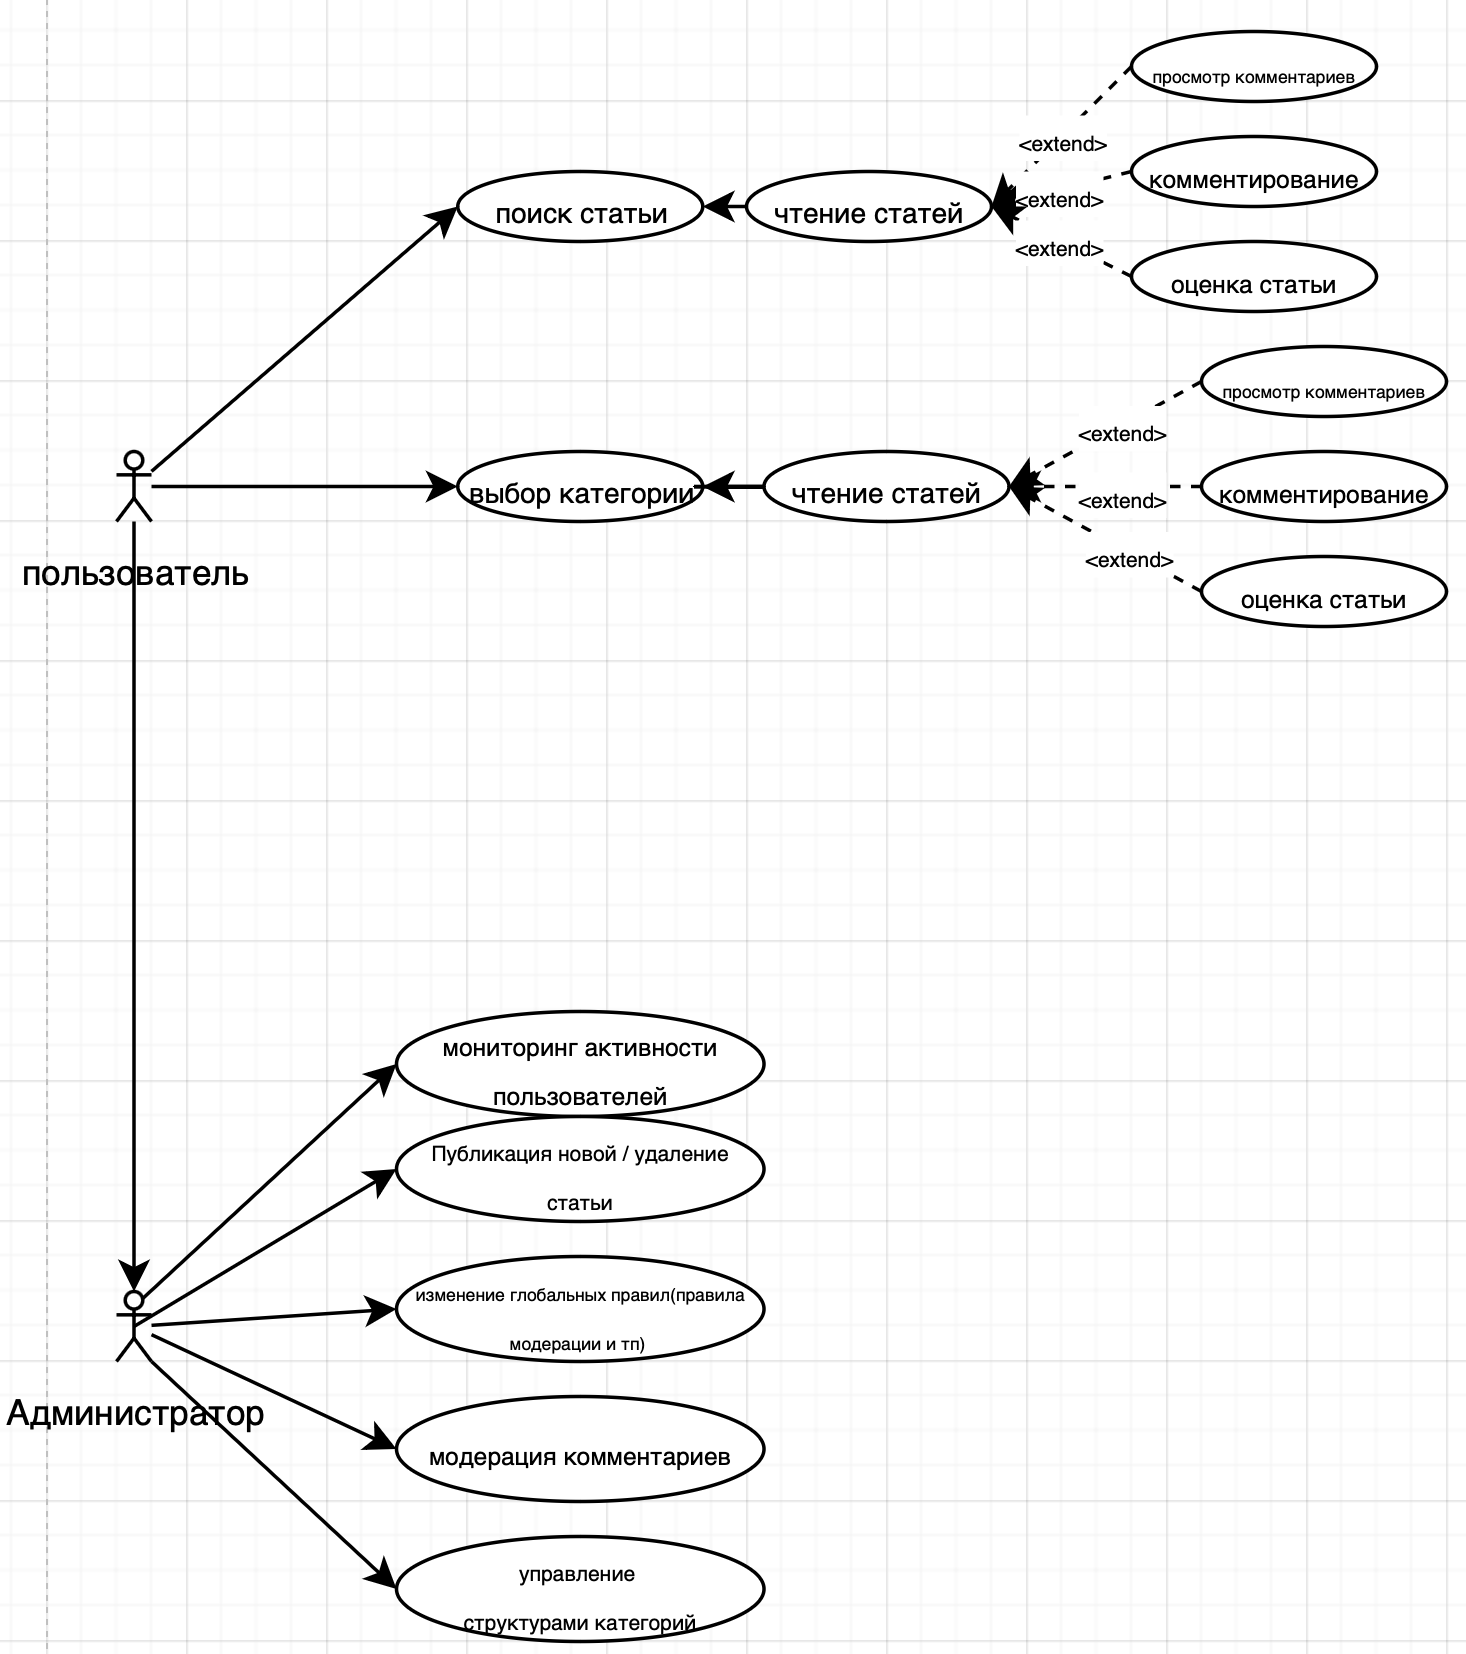 просмотр комментариев
<extend>
комментирование
<extend>
поиск статьи
чтение статей
<extend>
оценка статьи
просмотр комментариев
<extend>
выбор категории
чтение статей
<extend>
комментирование
<extend>
оценка статьи
пользователь
мониторинг активности
пользователей
Публикация новой / удаление
статьи
изменение глобальных правил(правила
модерации и тп)
Администратор
модерация комментариев
управление
структурами категорий